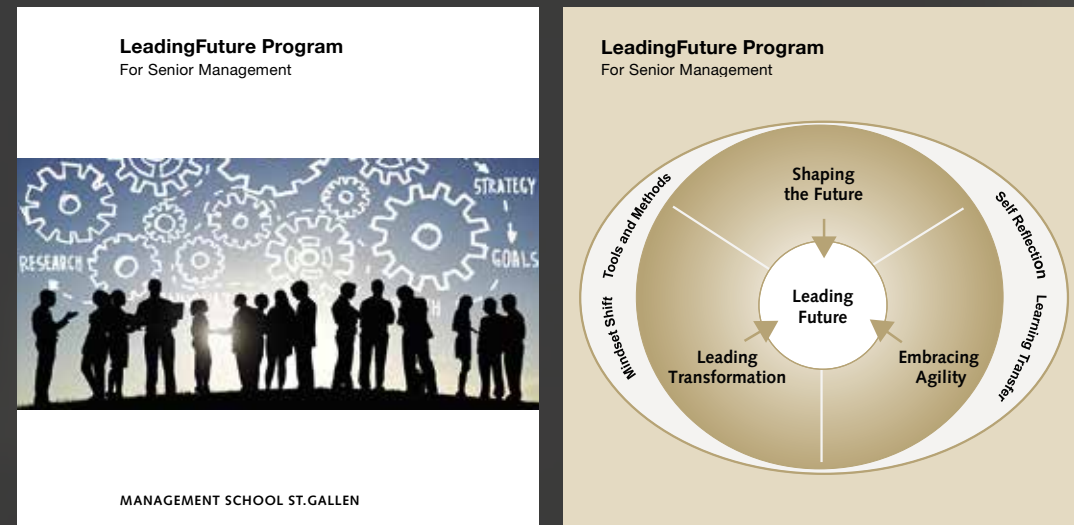 LeadingFuture Program
For Senior Management
STRATEGY
RESEARCH
GOALS
MANAGEMENT SCHOOL ST.GALLEN
LeadingFuture Program
For Senior Management
Shaping
the Future
Tools and Methods
Self Reflection
Leading
Future
Mindset Shift
Learning Transfer
Leading
Transformation
Embracing
Agility